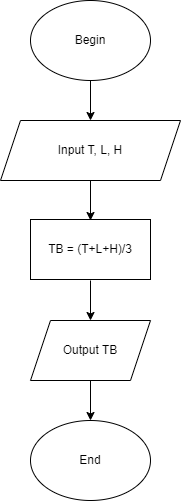 Begin
Input T, L, H
TB = (T+L+H)/3
Output TB
End